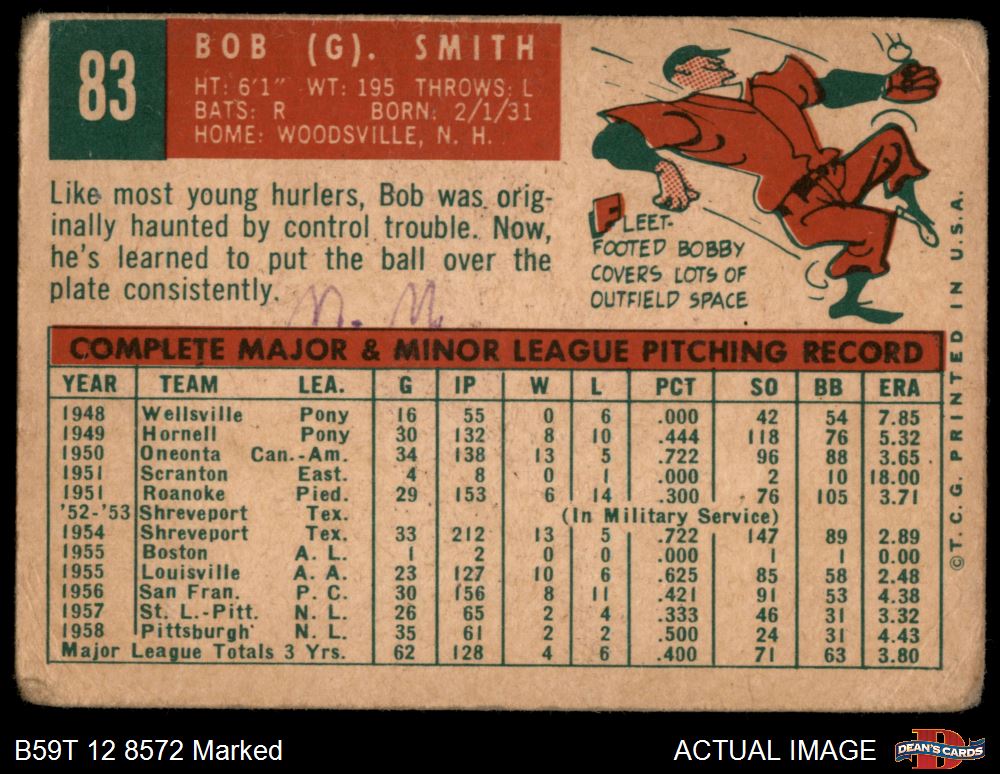 83
BOB (G). SMITH
HT: 6'1" WT: 195 THROWS: L
BATS: R BORN: 2/1/31
HOME: WOODSVILLE, N. H.
Like most young hurlers, Bob was orig-
inally haunted by control trouble. Now,
he's learned to put the ball over the
plate consistently.
FLEET-
FOOTED BOBBY
COVERS LOTS OF
OUTFIELD SPACE
COMPLETE MAJOR & MINOR LEAGUE PITCHING RECORD
YEAR TEAM LEA. G IP W L PCT SO BB ERA
1948 Wellsville Pony 16 55 0 6 .000 42 54 7.85
1949 Hornell Pony 30 132 8 10 .444 118 76 5.32
1950 Oneonta Can.-Am. 34 138 13 5 .722 96 88 3.65
1951 Scranton East. 4 8 0 1 .000 2 10 18.00
1951 Roanoke Pied. 29 153 6 14 .300 76 105 3.71
'52-'53 Shreveport Tex. (In Military Service)
1954 Shreveport Tex. 33 212 13 5 .722 147 89 2.89
1955 Boston A. L. 1 2 0 0 .000 1 1 0.00
1955 Louisville A. A. 23 127 10 6 .625 85 58 2.48
1956 San Fran. P. C. 30 156 8 11 .421 91 53 4.38
1957 St. L.-Pitt. N. L. 26 65 2 4 .333 46 31 3.32
1958 Pittsburgh N. L. 35 61 2 2 .500 24 31 4.43
Major League Totals 3 Yrs. 62 128 4 6 .400 71 63 3.80
©T. C. G. PRINTED IN U.S.A.
B59T 12 8572 Marked
ACTUAL IMAGE
DEAN'S CARDS